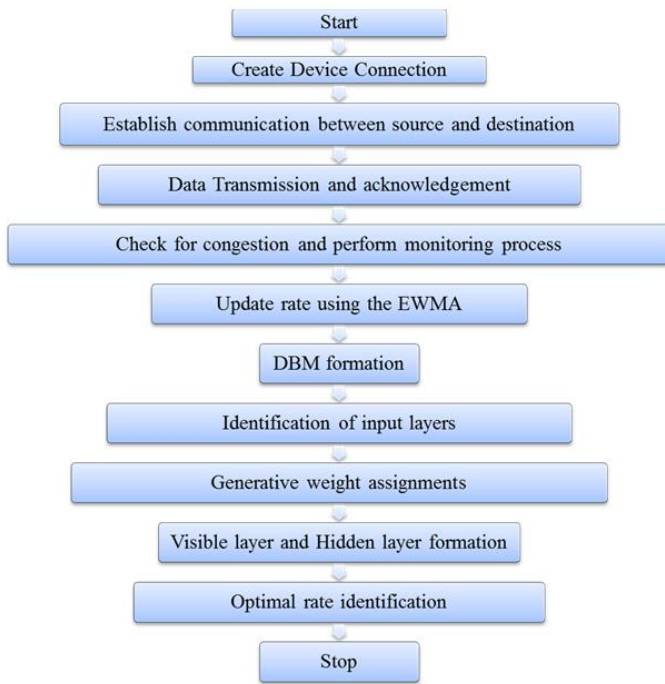 Start
Create Device Connection
Establish communication between source and destination
Data Transmission and acknowledgement
Check for congestion and perform monitoring process
Update rate using the EWMA
DBM formation
Identification of input layers
Generative weight assignments
Visible layer and Hidden layer formation
Optimal rate identification
Stop